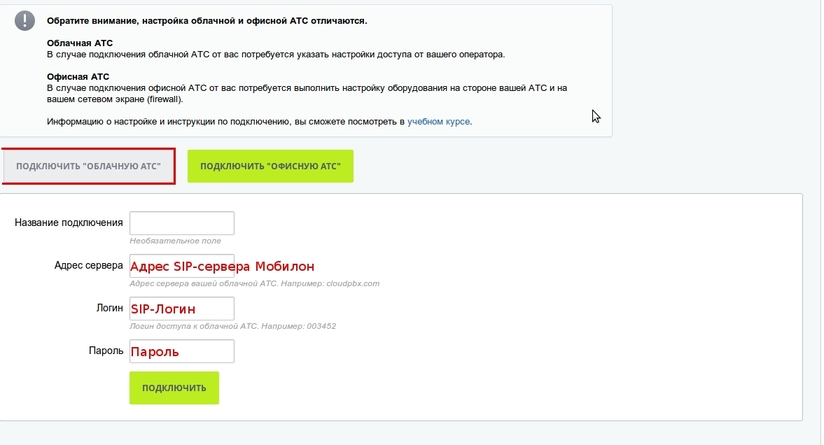 Обратите внимание, настройка облачной и офисной АТС отличаются.
Облачная АТС
В случае подключения облачной АТС от вас потребуется указать настройки доступа от вашего оператора.
Офисная АТС
В случае подключения офисной АТС от вас потребуется выполнить настройку оборудования на стороне вашей АТС и на
вашем сетевом экране (firewall).
Информацию о настройке и инструкции по подключению, вы сможете посмотреть в учебном курсе.
ПОДКЛЮЧИТЬ "ОБЛАЧНУЮ АТС"
ПОДКЛЮЧИТЬ "ОФИСНУЮ АТС"
Название подключения
Необязательное поле
Адрес сервера
Адрес SIP-сервера Мобилон
Адрес сервера вашей облачной АТС. Например: cloudpbx.com
Логин
SIP-Логин
Логин доступа к облачной АТС. Например: 003452
Пароль
Пароль
ПОДКЛЮЧИТЬ